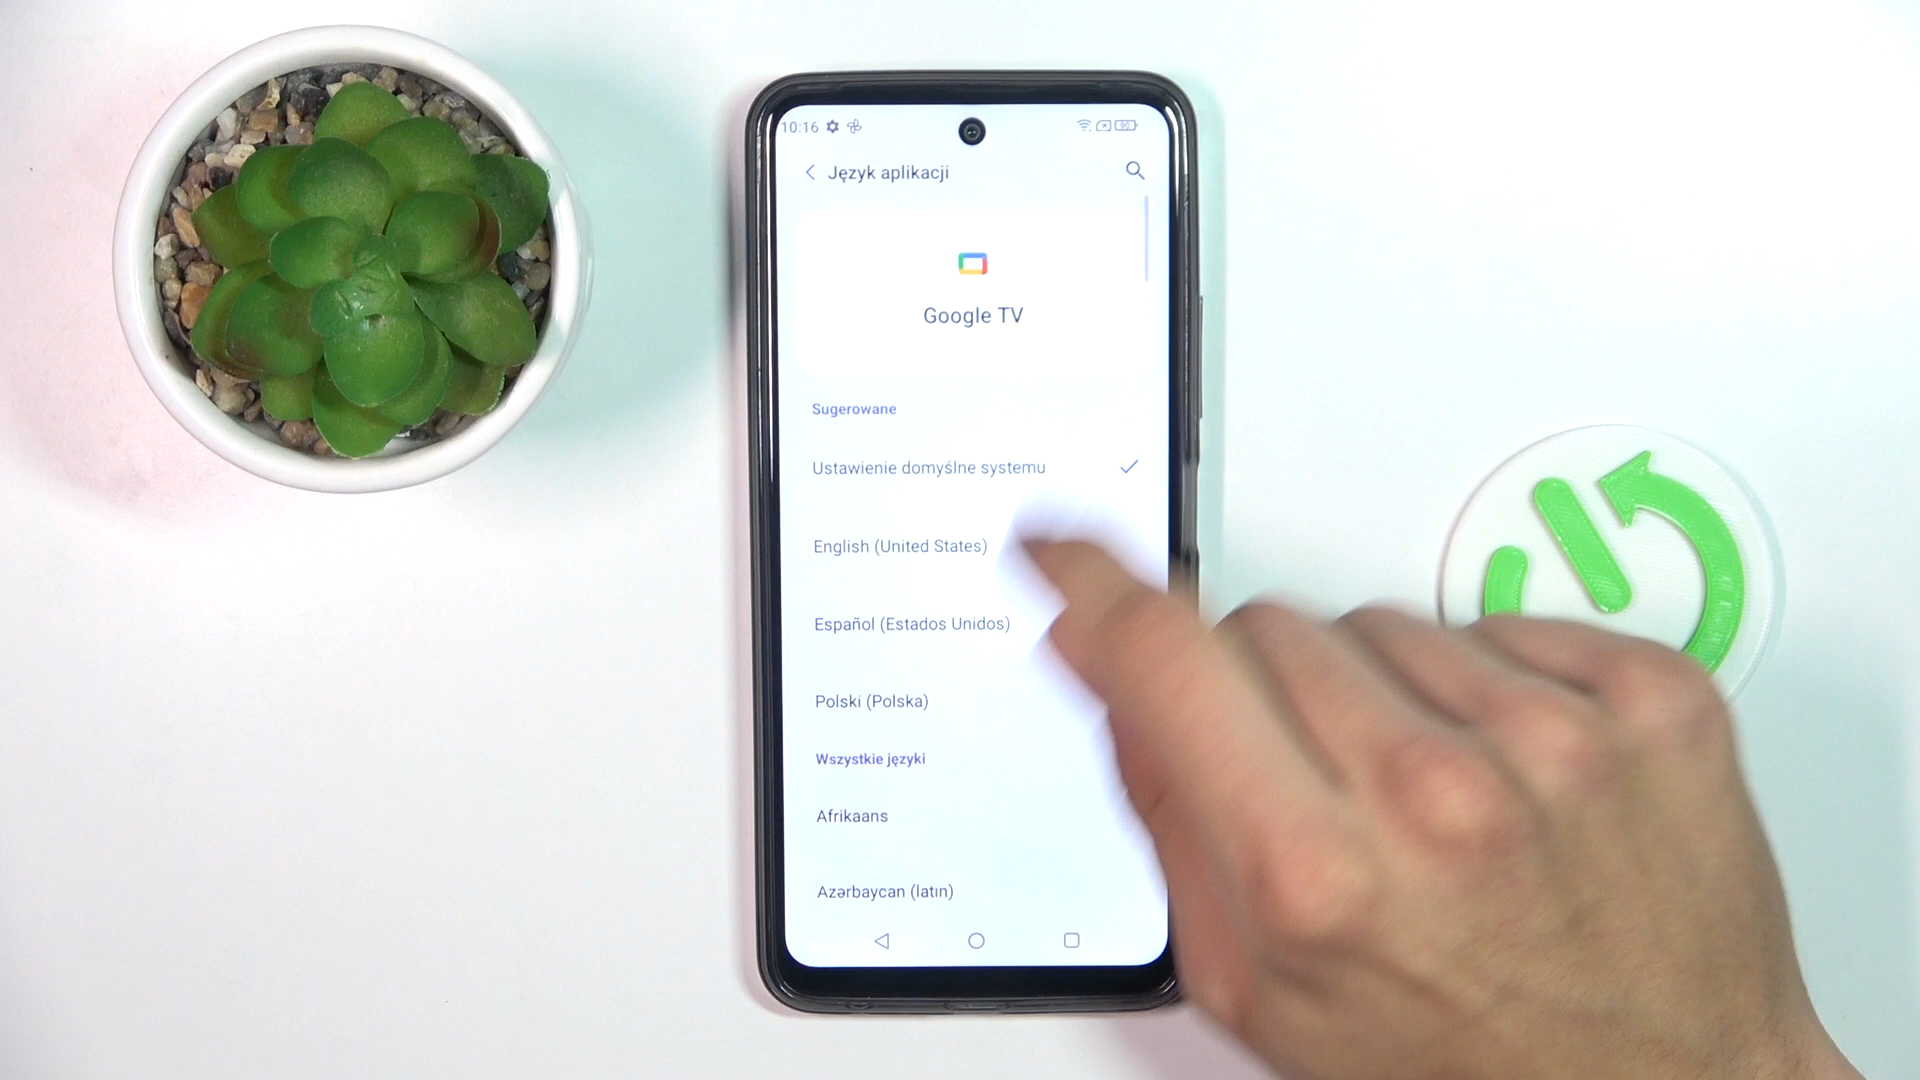 10:16
Język aplikacji
Google TV
Sugerowane
Ustawienie domyślne systemu
English (United States)
Español (Estados Unidos)
Polski (Polska)
Wszystkie języki
Afrikaans
Azərbaycan (latın)